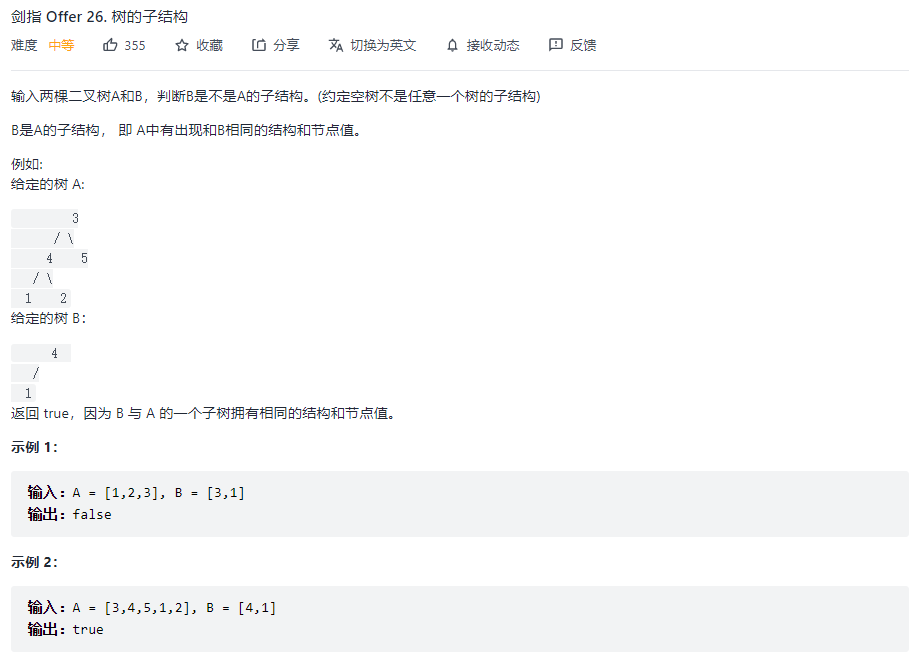 剑指 Offer 26. 树的子结构
难度 中等 355 收藏 分享 切换为英文 接收动态 反馈
输入两棵二叉树A和B，判断B是不是A的子结构。(约定空树不是任意一个树的子结构)
B是A的子结构， 即 A中有出现和B相同的结构和节点值。
例如:
给定的树 A:
3
/ \
4 5
/ \
1 2
给定的树 B：
4
/
1
返回 true，因为 B 与 A 的一个子树拥有相同的结构和节点值。
示例 1：
输入：A = [1,2,3], B = [3,1]
输出：false
示例 2：
输入：A = [3,4,5,1,2], B = [4,1]
输出：true